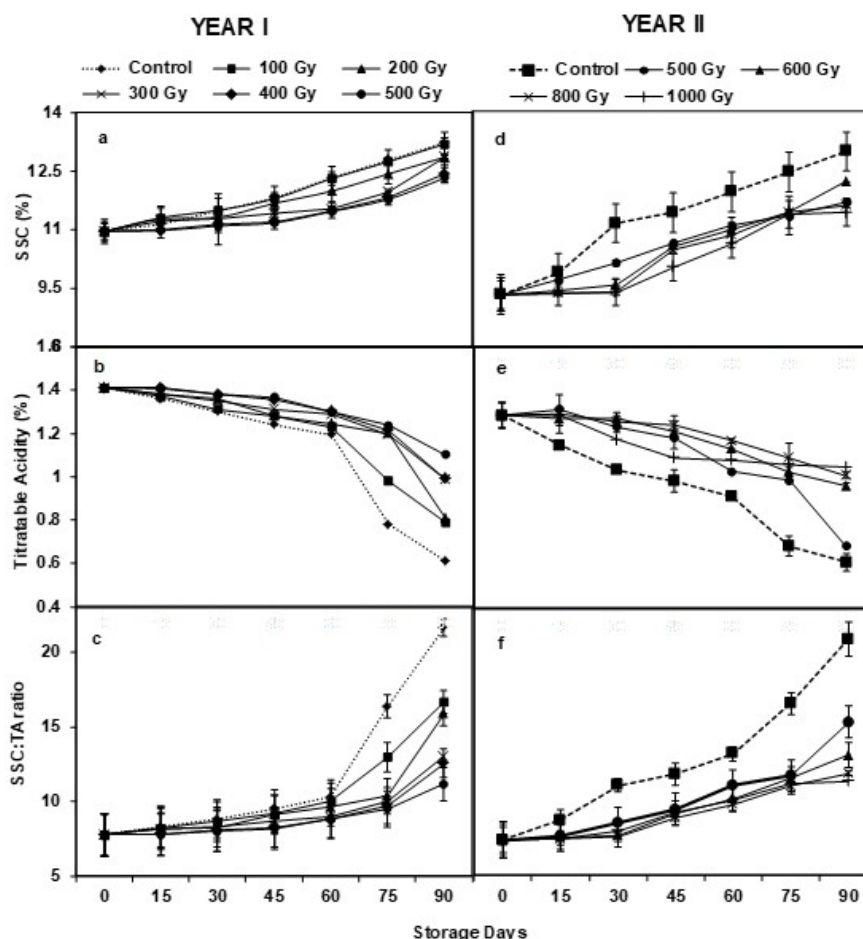 YEAR I
YEAR II
Control 100 Gy 200 Gy
300 Gy 400 Gy 500 Gy
Control 500 Gy 600 Gy
800 Gy 1000 Gy
a
d
SSC (%)
14
12.5
11
9.5
b
e
Titratable Acidity (%)
1.4
1.2
1
0.8
0.6
0.4
c
f
SSC:TA ratio
20
15
10
5
0 15 30 45 60 75 90
0 15 30 45 60 75 90
Storage Days